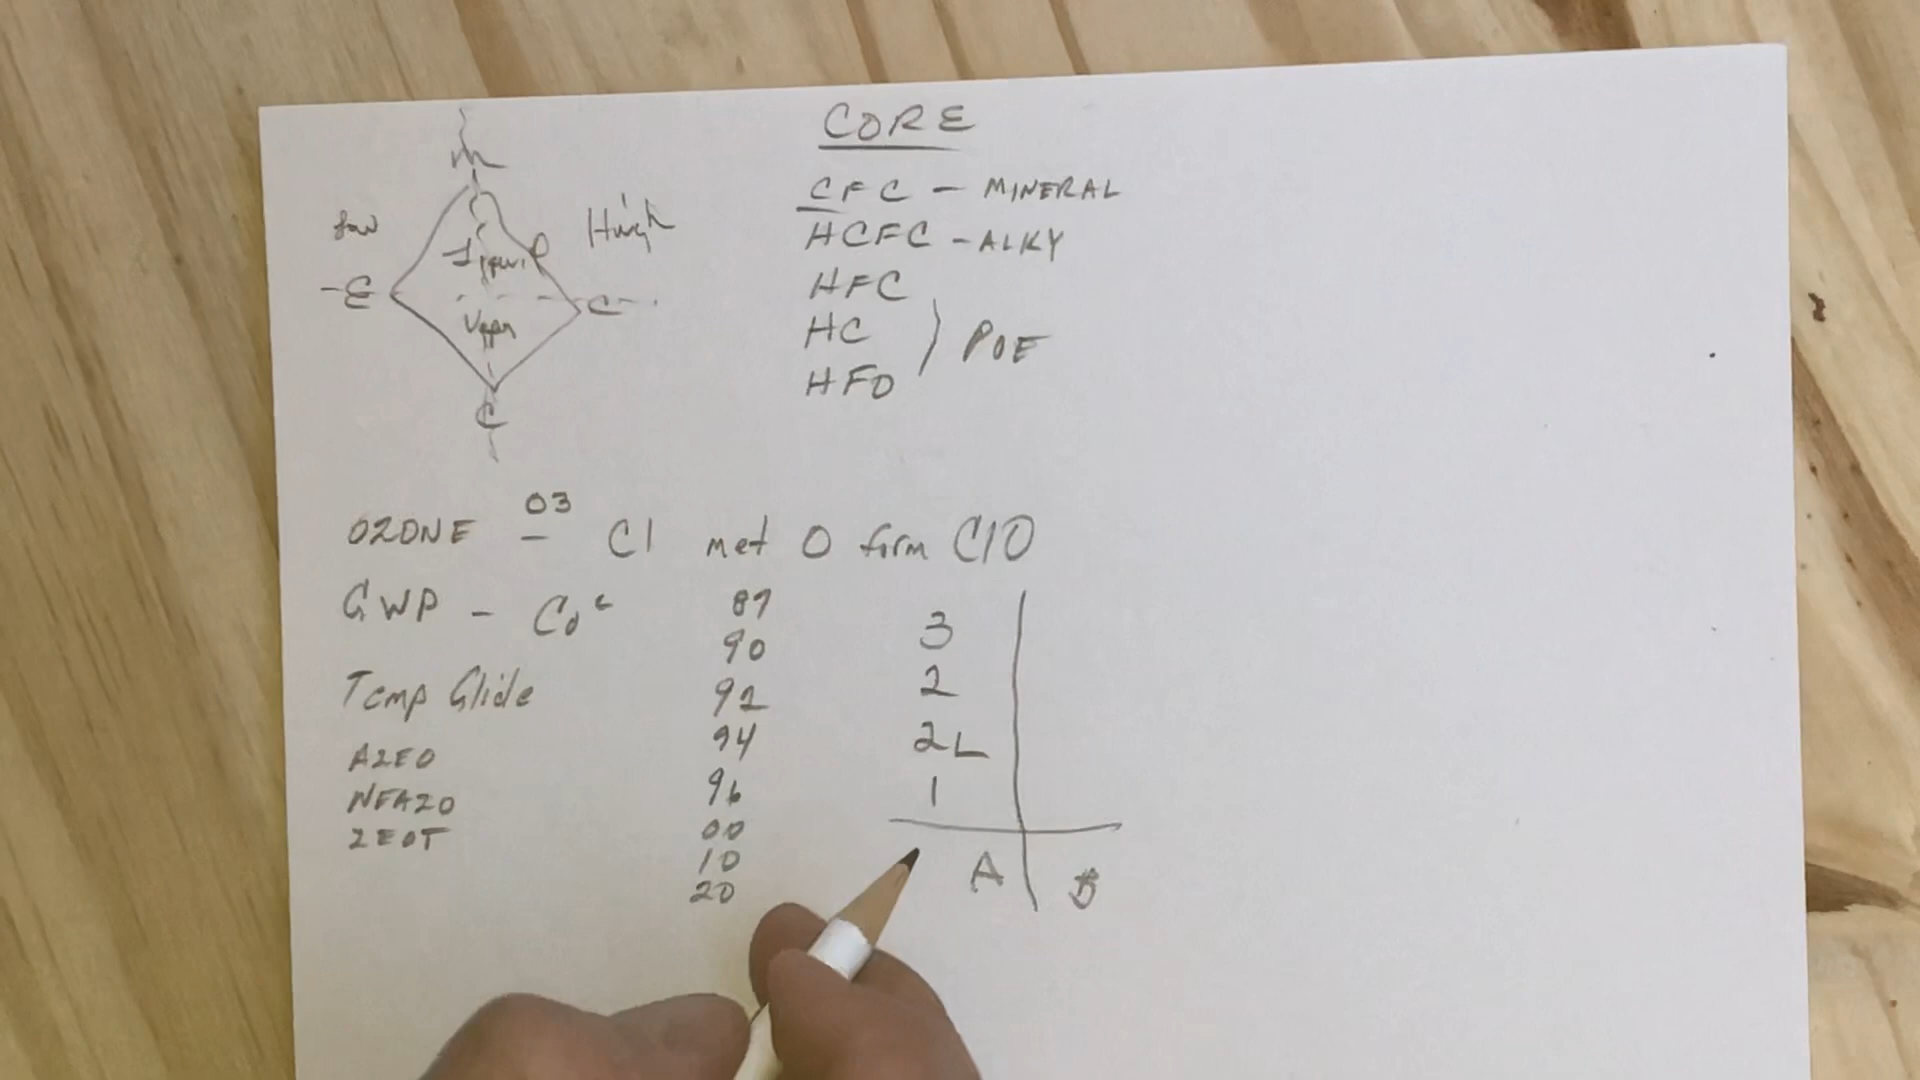 CORE
CFC - MINERAL
HCFC - ALKY
HFC
HC
HFO
POE
m
Low
High
Liquid
Vapor
E
C
C
OZONE - O3 Cl met O form ClO
GWP - Co
Temp Glide
AZEO
NEAZO
ZEOT
87
90
92
94
96
00
10
20
3
2
2L
1
A B